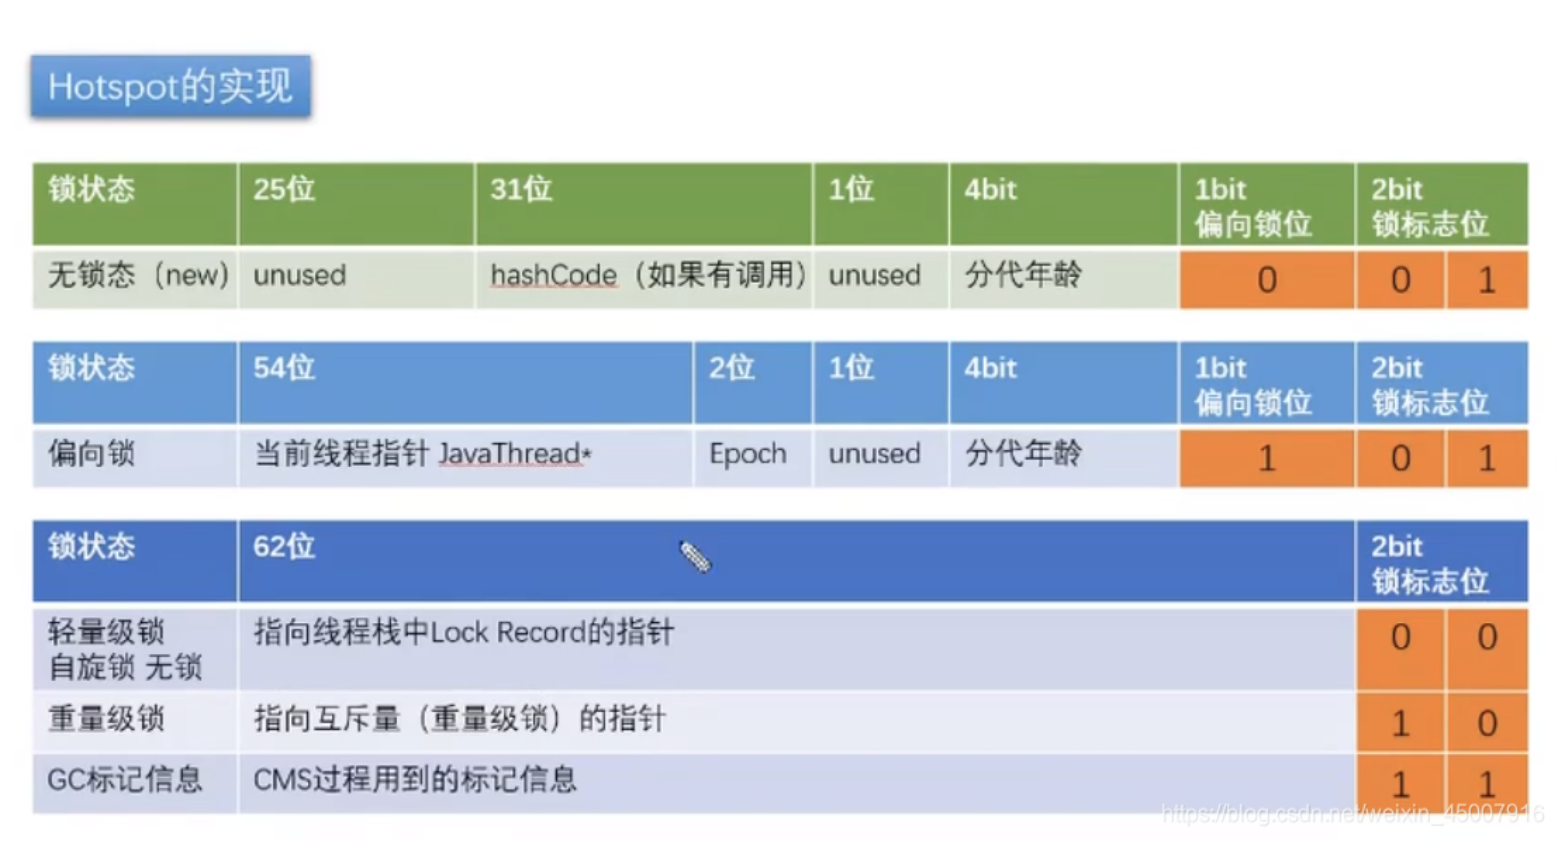 Hotspot的实现
锁状态 25位 31位 1位 4bit 1bit 2bit
偏向锁位 锁标志位
无锁态（new） unused hashCode（如果有调用） unused 分代年龄 0 0 1
锁状态 54位 2位 1位 4bit 1bit 2bit
偏向锁位 锁标志位
偏向锁 当前线程指针 JavaThread* Epoch unused 分代年龄 1 0 1
锁状态 62位 2bit
锁标志位
轻量级锁 指向线程栈中Lock Record的指针 0 0
自旋锁 无锁
重量级锁 指向互斥量（重量级锁）的指针 1 0
GC标记信息 CMS过程用到的标记信息 1 1
https://blog.csdn.net/weixin_45007916